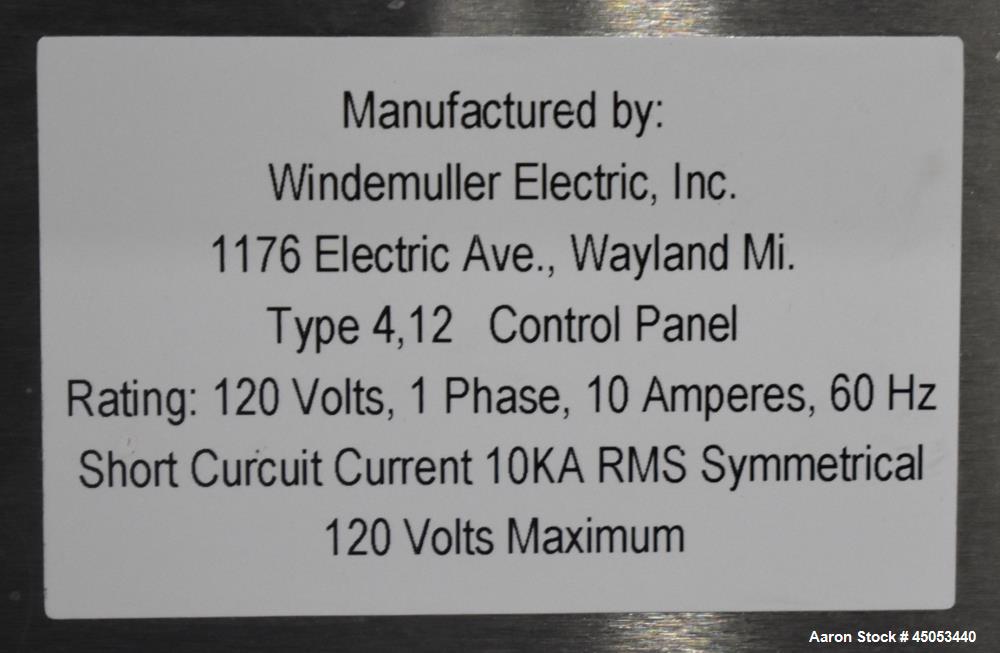 Manufactured by:
Windemuller Electric, Inc.
1176 Electric Ave., Wayland Mi.
Type 4,12 Control Panel
Rating: 120 Volts, 1 Phase, 10 Amperes, 60 Hz
Short Curcuit Current 10KA RMS Symmetrical
120 Volts Maximum
Aaron Stock # 45053440